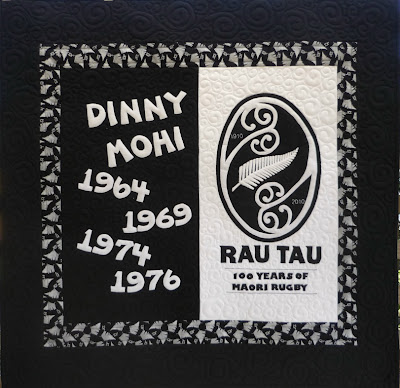 DINNY
MOHI
1964
1969
1974
1976
1910
2010
RAU TAU
100 YEARS OF
MAORI RUGBY